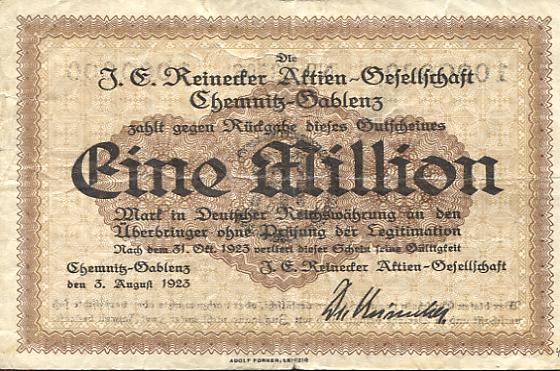 Die
J. E. Reinecker Aktien-Gesellschaft
Chemnitz-Gablenz
zahlt gegen Rückgabe dieses Gutscheines
Eine Million
Mark in Deutscher Reichswährung an den
Überbringer ohne Prüfung der Legitimation
Nach dem 31. Okt. 1923 verliert dieser Schein seine Gültigkeit
Chemnitz-Gablenz
den 3. August 1923
J. E. Reinecker Aktien-Gesellschaft
ADOLF FORKER, LEIPZIG